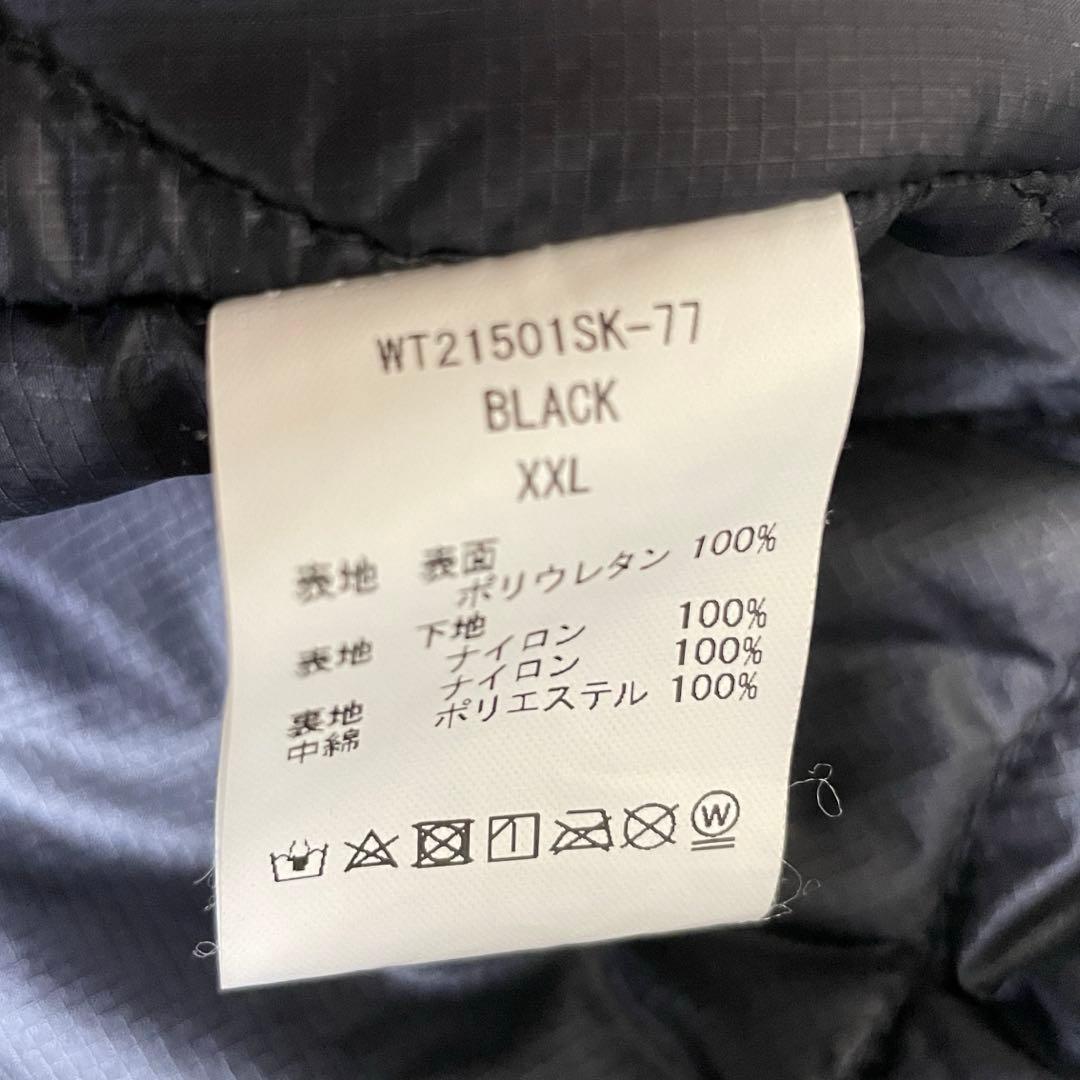 WT21501SK-77
BLACK
XXL
表地 表面
ポリウレタン 100%
表地 下地
ナイロン 100%
裏地 ナイロン 100%
中綿 ポリエステル 100%
W